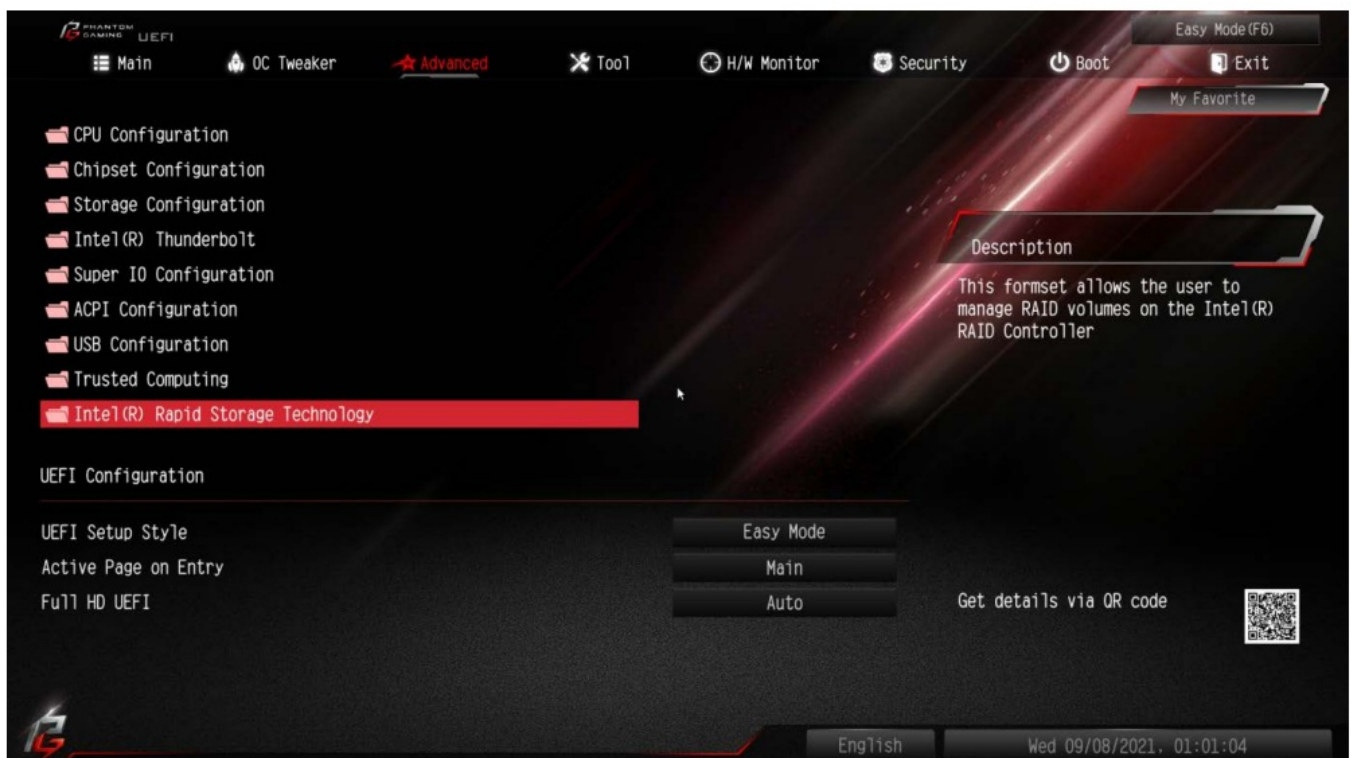 PHANTOM
GAMING UEFI
Easy Mode(F6)
Main
OC Tweaker
Advanced
Tool
H/W Monitor
Security
Boot
Exit
My Favorite
CPU Configuration
Chipset Configuration
Storage Configuration
Intel(R) Thunderbolt
Super IO Configuration
ACPI Configuration
USB Configuration
Trusted Computing
Intel(R) Rapid Storage Technology
Description
This formset allows the user to
manage RAID volumes on the Intel(R)
RAID Controller
UEFI Configuration
UEFI Setup Style Easy Mode
Active Page on Entry Main
Full HD UEFI Auto
Get details via QR code
English
Wed 09/08/2021, 01:01:04